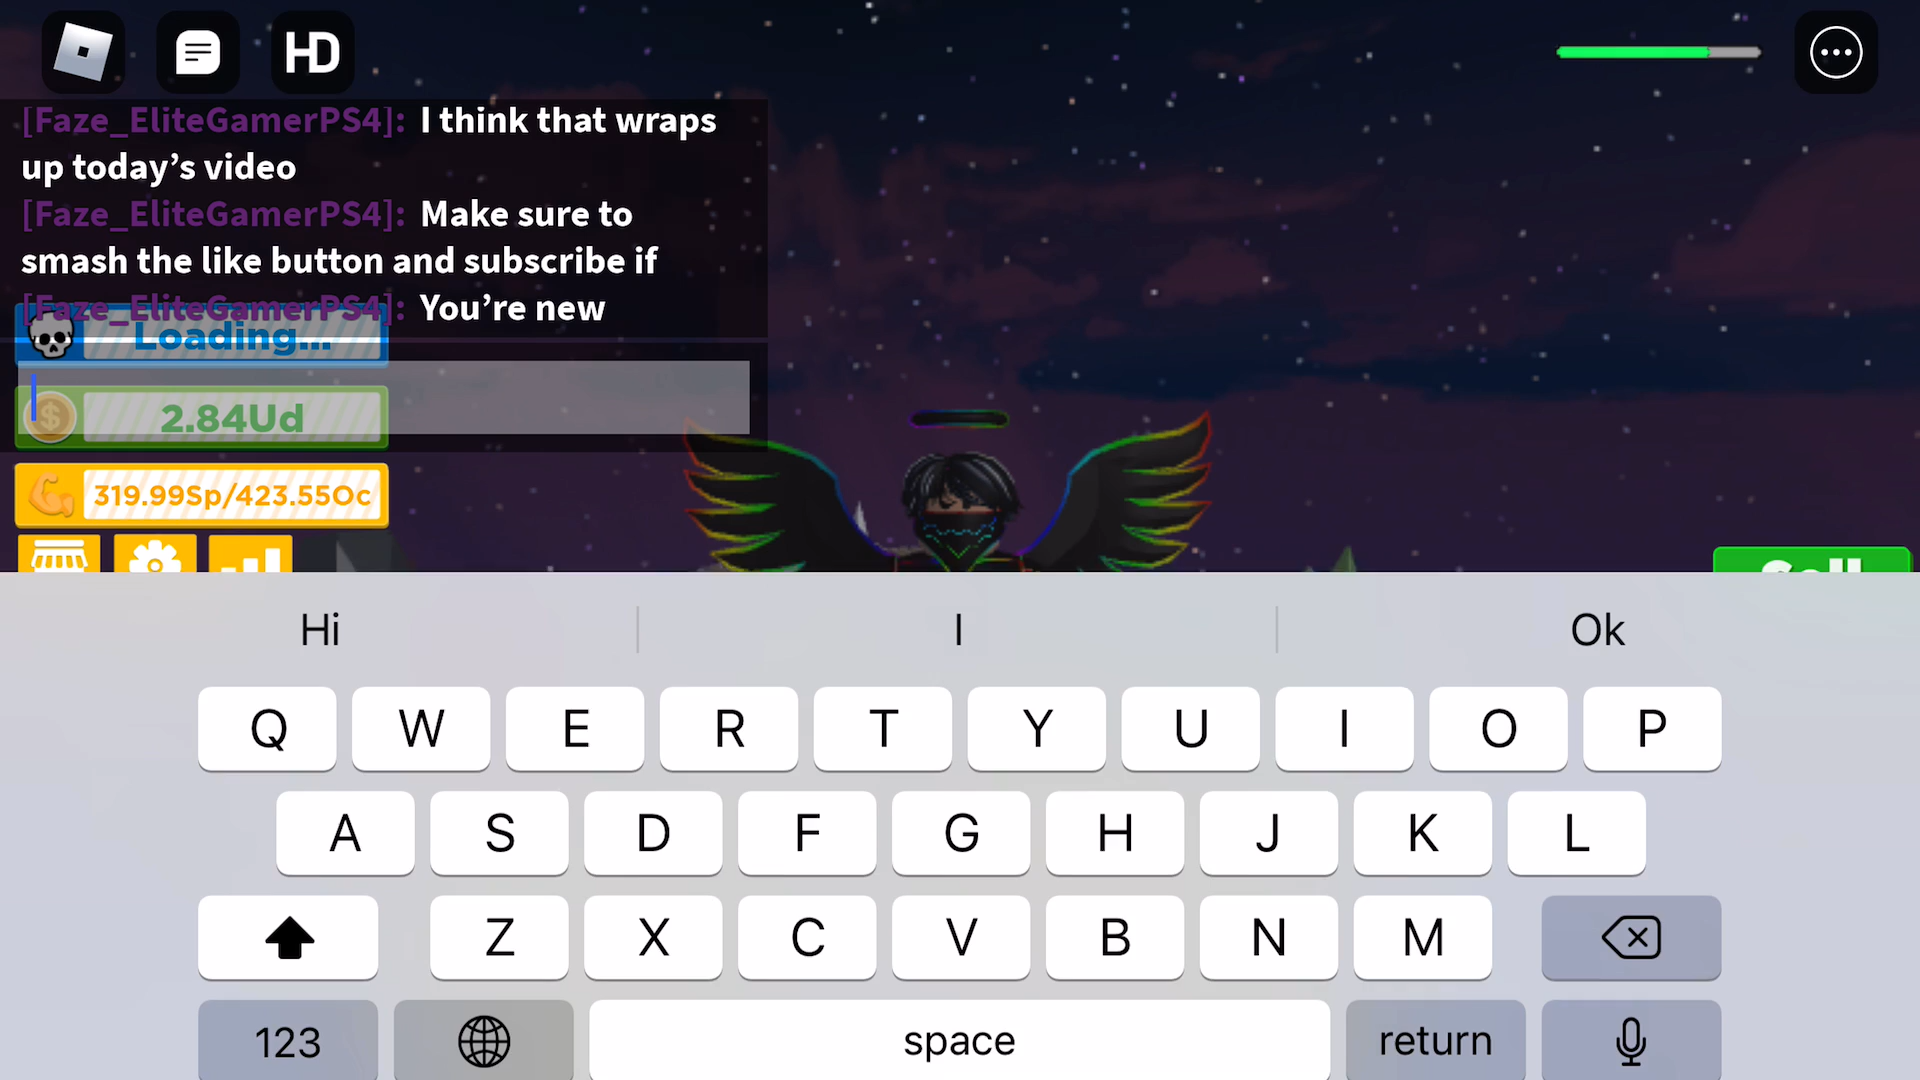 HD
[Faze_EliteGamerPS4]: I think that wraps
up today’s video
[Faze_EliteGamerPS4]: Make sure to
smash the like button and subscribe if
[Faze_EliteGamerPS4]: You’re new
Loading...
2.84Ud
319.99Sp/423.55Oc
Sell
Hi I Ok
Q W E R T Y U I O P
A S D F G H J K L
Z X C V B N M
123 space return